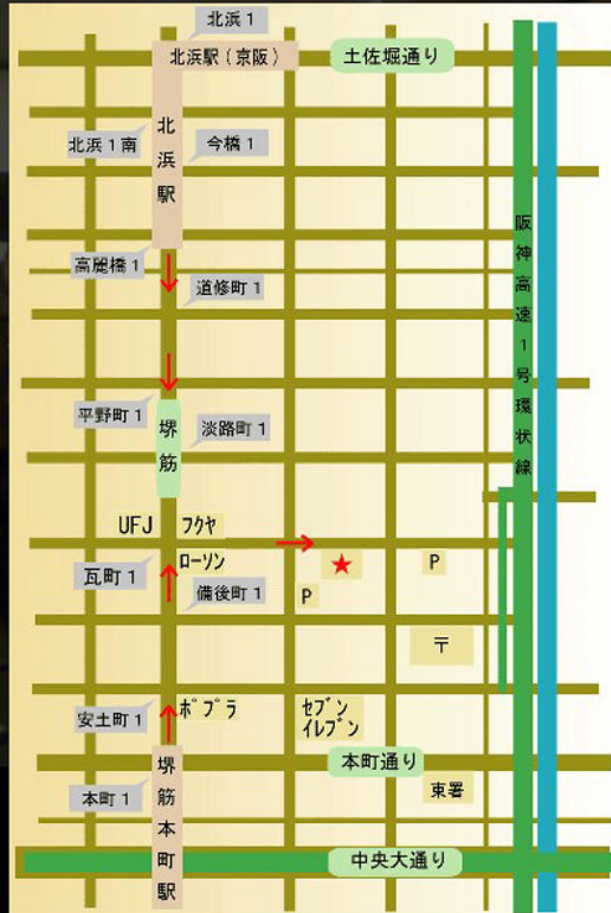 北浜1
北浜駅(京阪)
土佐堀通り
北浜駅
北浜1南
今橋1
高麗橋1
道修町1
阪神高速1号環状線
平野町1
堺筋
淡路町1
UFJ
フクヤ
ローソン
瓦町1
備後町1
P
P
〒
安土町1
ポプラ
セブン
イレブン
本町通り
堺筋本町駅
本町1
東署
中央大通り